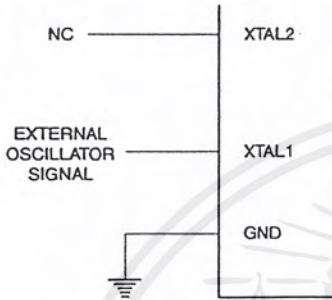 NC XTAL2
EXTERNAL
OSCILLATOR XTAL1
SIGNAL
GND